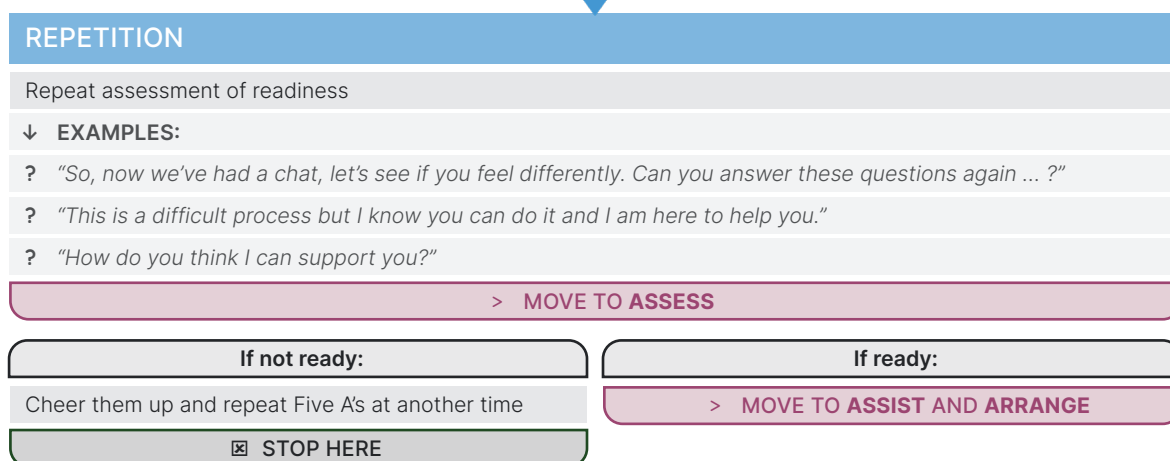 REPETITION
Repeat assessment of readiness
↓ EXAMPLES:
? “So, now we’ve had a chat, let’s see if you feel differently. Can you answer these questions again ... ?”
? “This is a difficult process but I know you can do it and I am here to help you.”
? “How do you think I can support you?”
> MOVE TO ASSESS
If not ready:
Cheer them up and repeat Five A’s at another time
☒ STOP HERE
If ready:
> MOVE TO ASSIST AND ARRANGE